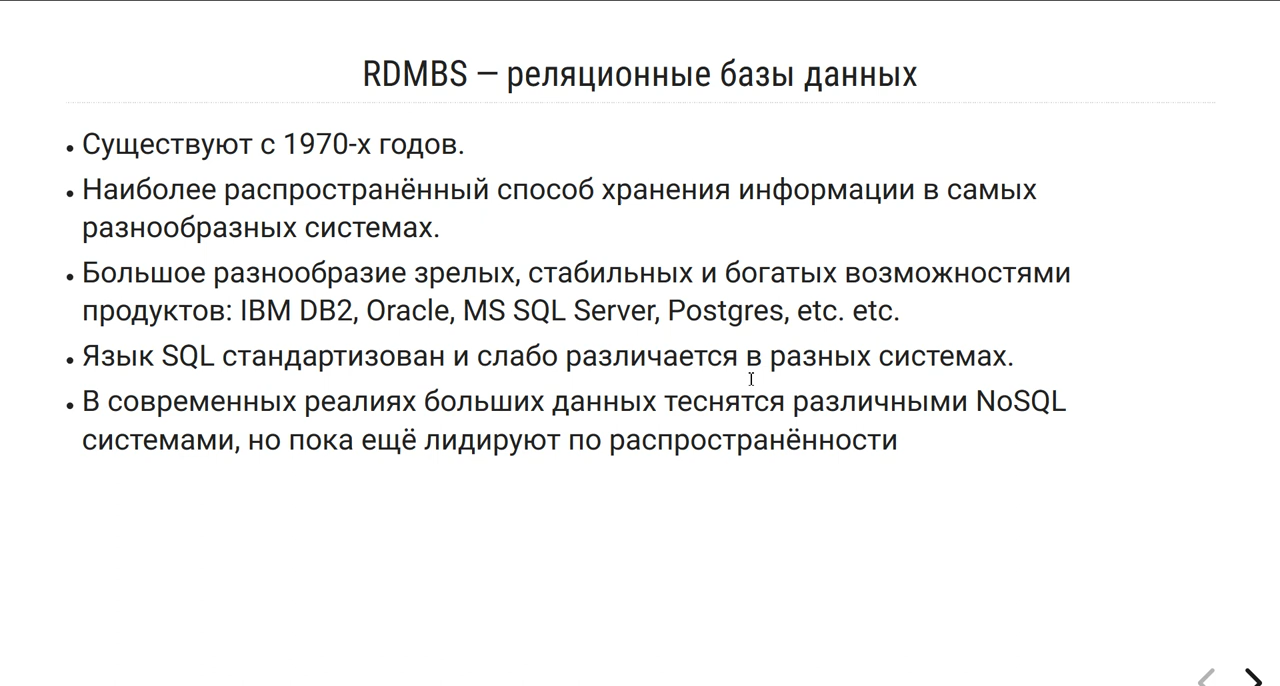 RDMBS — реляционные базы данных
• Существуют с 1970-х годов.
• Наиболее распространённый способ хранения информации в самых
разнообразных системах.
• Большое разнообразие зрелых, стабильных и богатых возможностями
продуктов: IBM DB2, Oracle, MS SQL Server, Postgres, etc. etc.
• Язык SQL стандартизован и слабо различается в разных системах.
• В современных реалиях больших данных теснятся различными NoSQL
системами, но пока ещё лидируют по распространённости